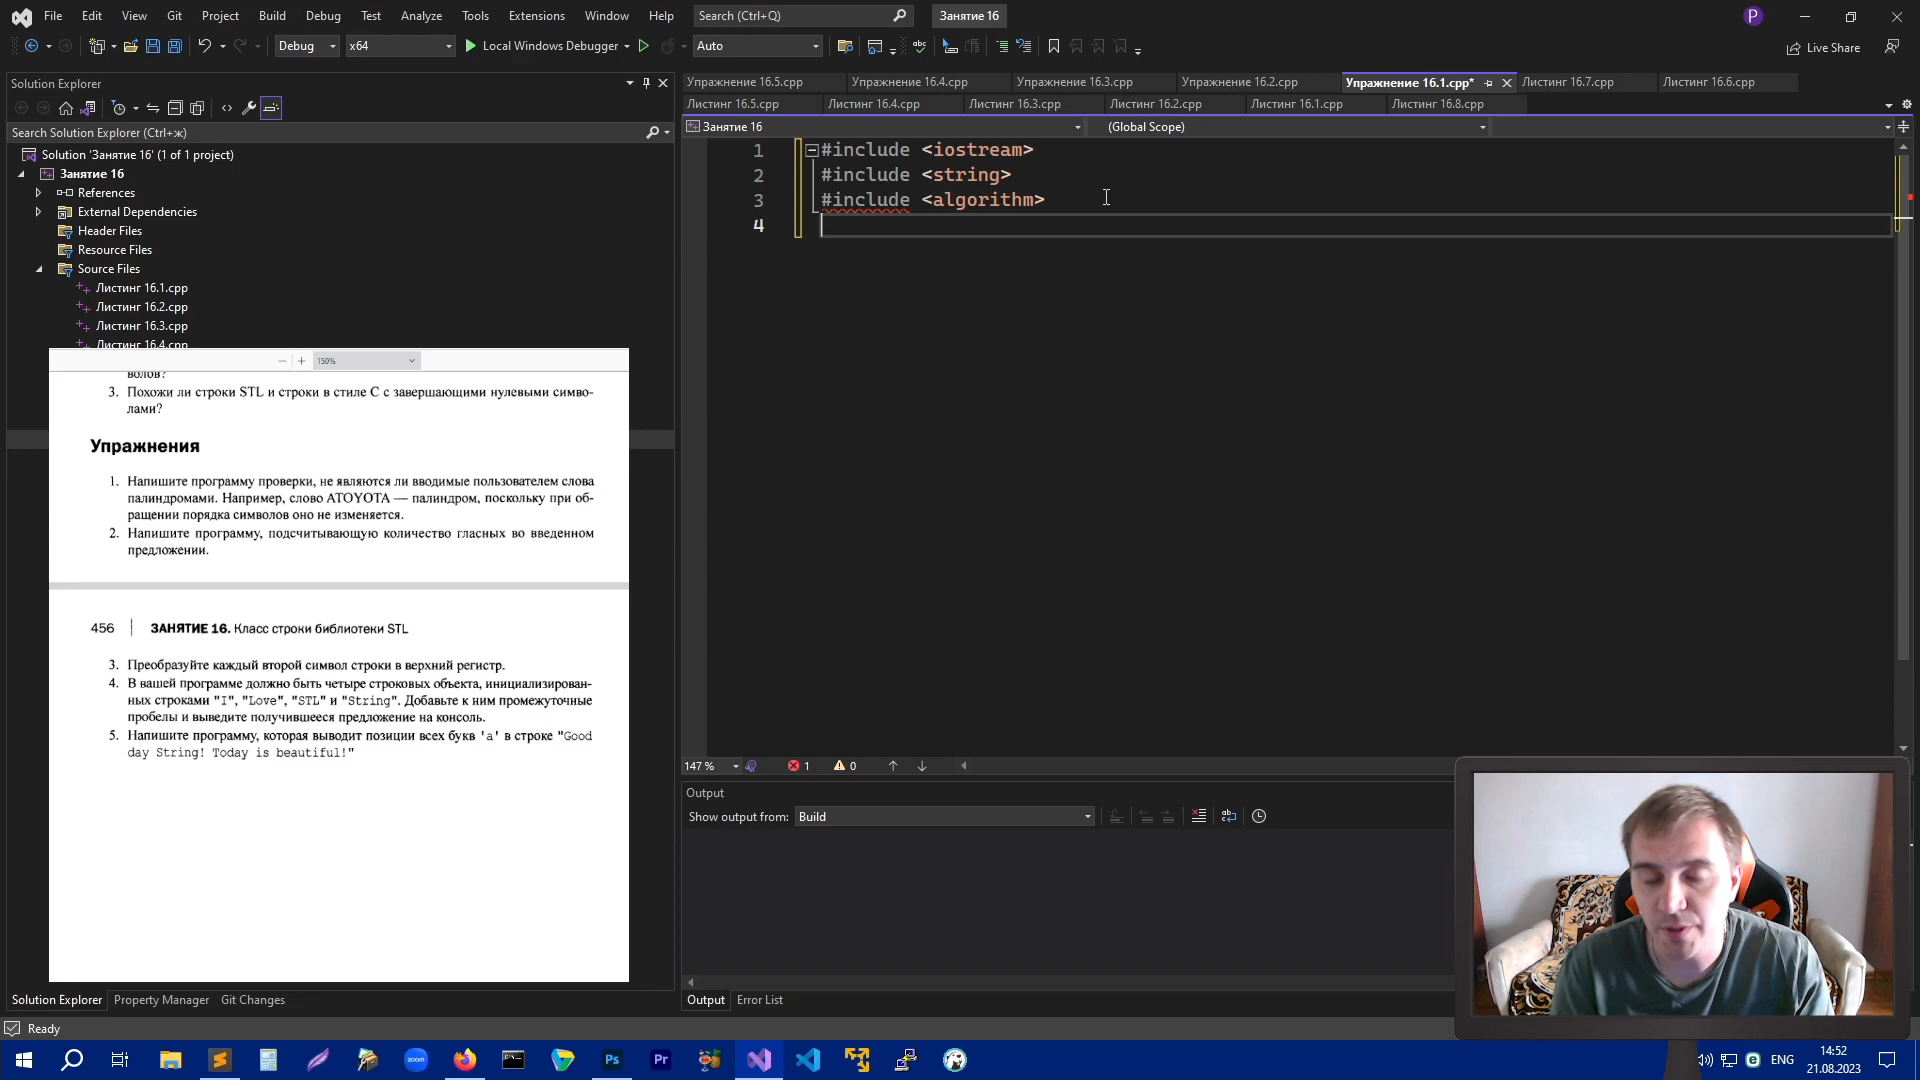 File Edit View Git Project Build Debug Test Analyze Tools Extensions Window Help Search (Ctrl+Q) Занятие 16 P
Debug x64 Local Windows Debugger Auto Live Share
Solution Explorer
Search Solution Explorer (Ctrl+ж)
Solution 'Занятие 16' (1 of 1 project)
Занятие 16
References
External Dependencies
Header Files
Resource Files
Source Files
Листинг 16.1.cpp
Листинг 16.2.cpp
Листинг 16.3.cpp
Листинг 16.4.cpp
150%
волов?
3. Похожи ли строки STL и строки в стиле C с завершающими нулевыми симво-
лами?
Упражнения
1. Напишите программу проверки, не являются ли вводимые пользователем слова
палиндромами. Например, слово ATOYOTA — палиндром, поскольку при об-
ращении порядка символов оно не изменяется.
2. Напишите программу, подсчитывающую количество гласных во введенном
предложении.
456 ЗАНЯТИЕ 16. Класс строки библиотеки STL
3. Преобразуйте каждый второй символ строки в верхний регистр.
4. В вашей программе должно быть четыре строковых объекта, инициализирован-
ных строками "I", "Love", "STL" и "String". Добавьте к ним промежуточные
пробелы и выведите получившееся предложение на консоль.
5. Напишите программу, которая выводит позиции всех букв 'a' в строке "Good
day String! Today is beautiful!"
Solution Explorer Property Manager Git Changes
Упражнение 16.5.cpp Упражнение 16.4.cpp Упражнение 16.3.cpp Упражнение 16.2.cpp Упражнение 16.1.cpp* Листинг 16.7.cpp Листинг 16.6.cpp
Листинг 16.5.cpp Листинг 16.4.cpp Листинг 16.3.cpp Листинг 16.2.cpp Листинг 16.1.cpp Листинг 16.8.cpp
Занятие 16 (Global Scope)
1 #include <iostream>
2 #include <string>
3 #include <algorithm>
4
147 % 1 0
Output
Show output from: Build
Output Error List
Ready
zoom Ps Pr ENG 14:52
21.08.2023